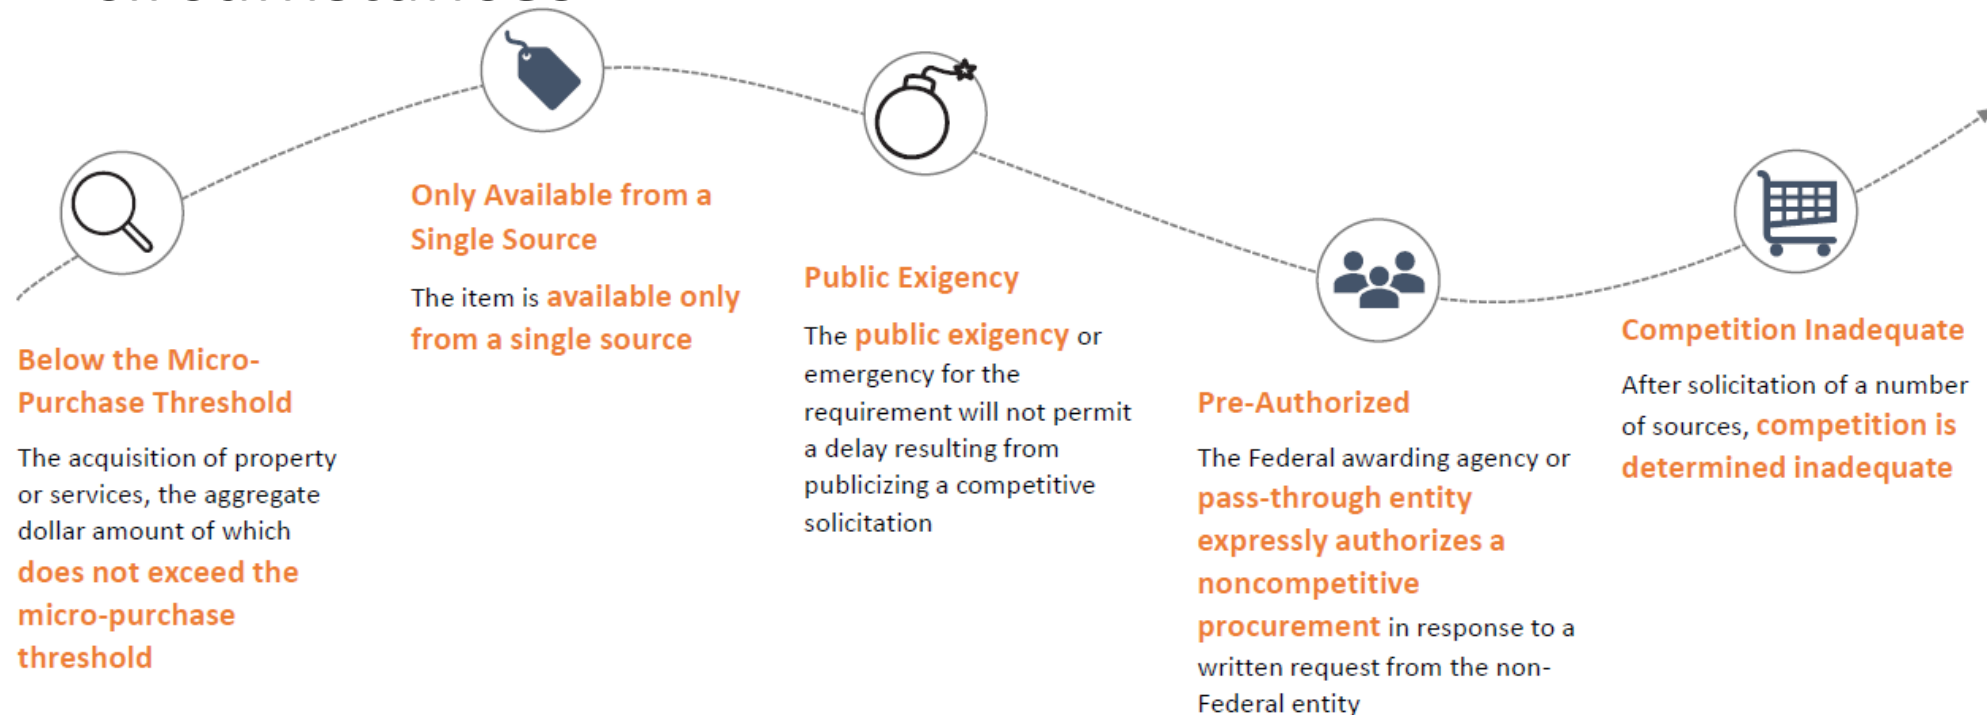 Below the Micro-
Purchase Threshold
The acquisition of property
or services, the aggregate
dollar amount of which
does not exceed the
micro-purchase
threshold
Only Available from a
Single Source
The item is available only
from a single source
Public Exigency
The public exigency or
emergency for the
requirement will not permit
a delay resulting from
publicizing a competitive
solicitation
Pre-Authorized
The Federal awarding agency or
pass-through entity
expressly authorizes a
noncompetitive
procurement in response to a
written request from the non-
Federal entity
Competition Inadequate
After solicitation of a number
of sources, competition is
determined inadequate